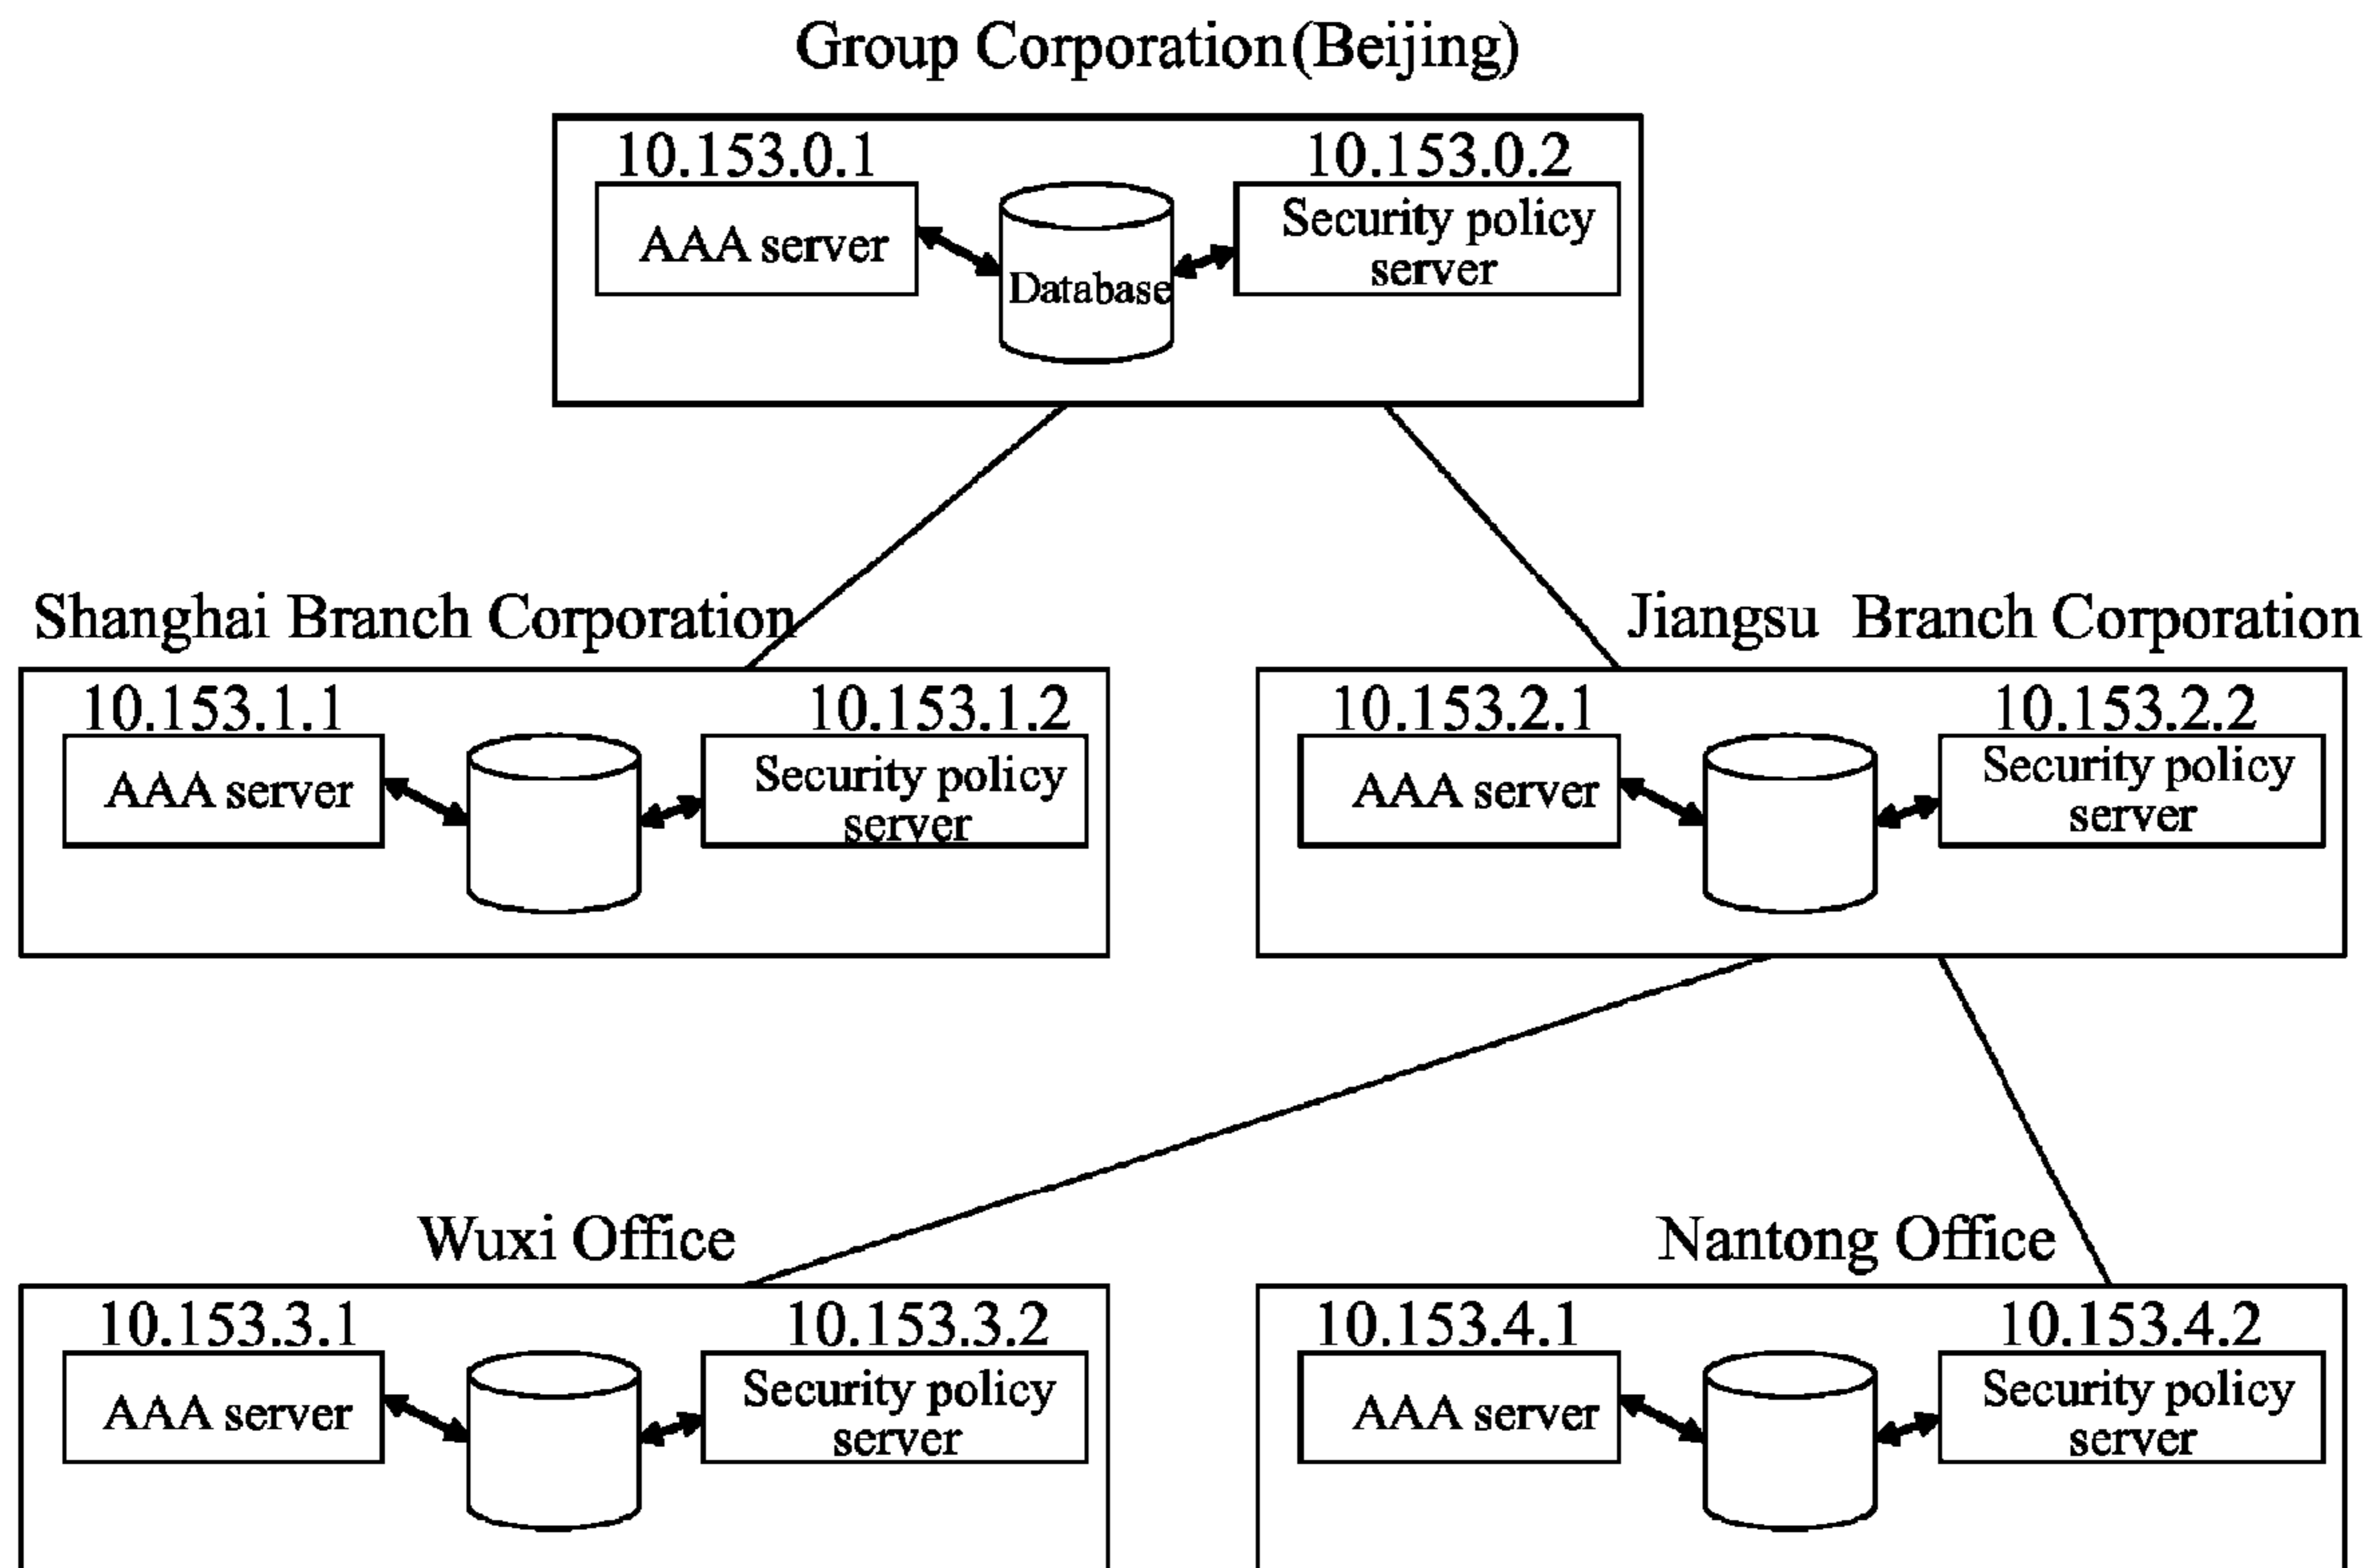 Group Corporation(Beijing)
10.153.0.1
10.153.0.2
AAA server
Database
Security policy
server
Shanghai Branch Corporation
10.153.1.1
10.153.1.2
AAA server
Security policy
server
Jiangsu Branch Corporation
10.153.2.1
10.153.2.2
AAA server
Security policy
server
Wuxi Office
10.153.3.1
10.153.3.2
AAA server
Security policy
server
Nantong Office
10.153.4.1
10.153.4.2
AAA server
Security policy
server